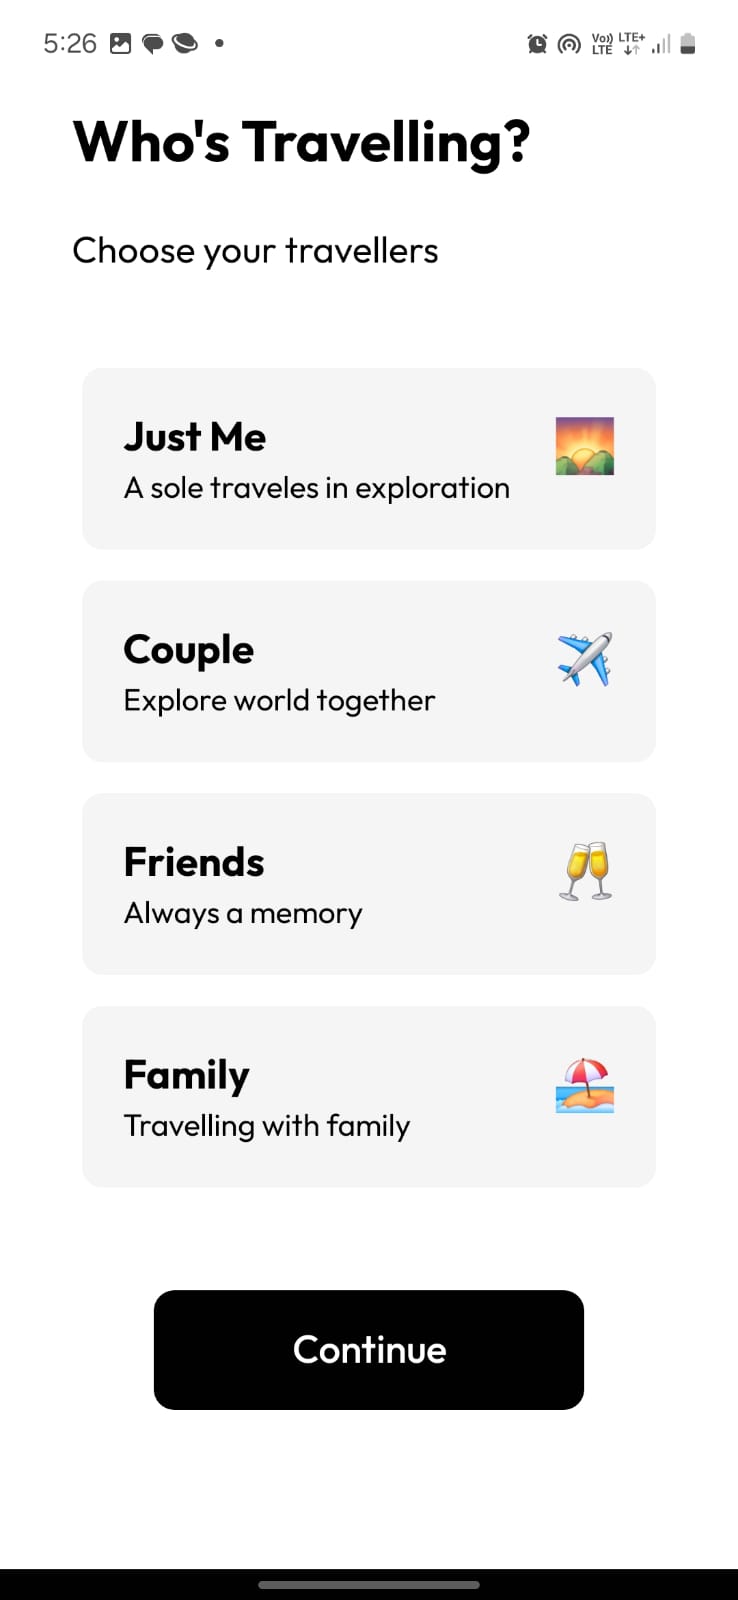 5:26
Vo)) LTE+
LTE
Who's Travelling?
Choose your travellers
Just Me
A sole traveles in exploration
Couple
Explore world together
Friends
Always a memory
Family
Travelling with family
Continue